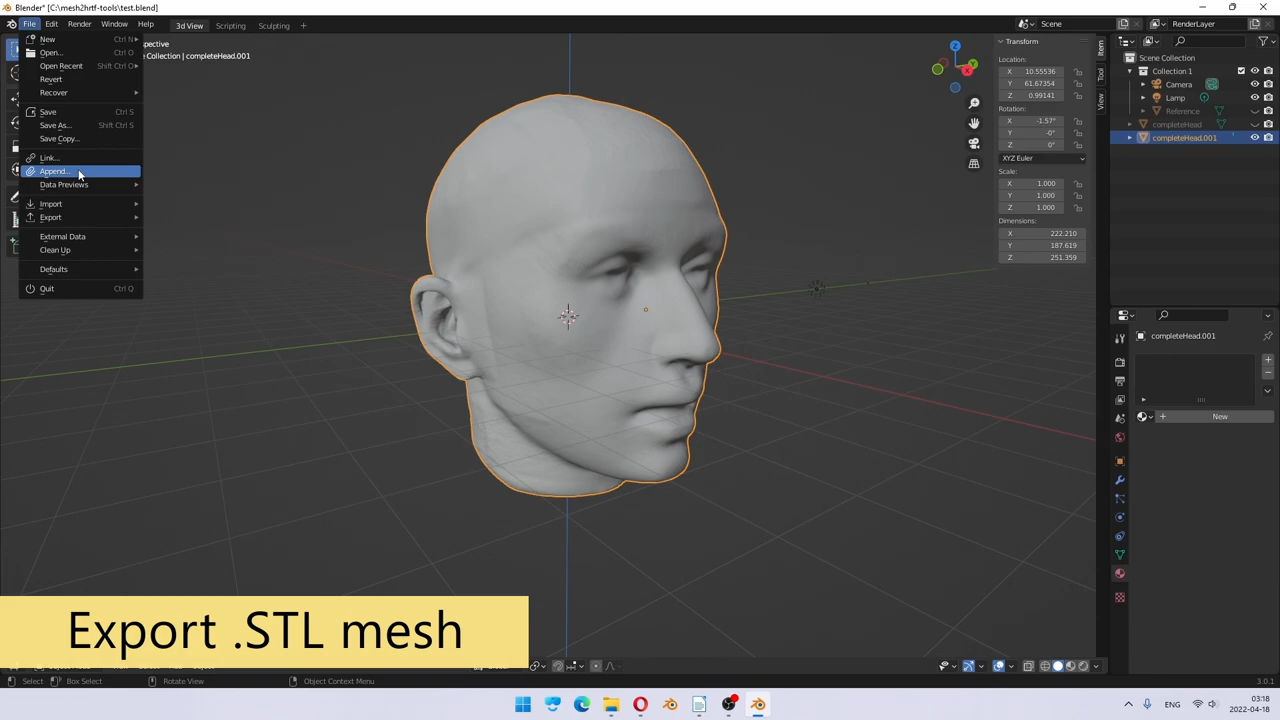 Blender* [C:\mesh2hrtf-tools\test.blend]
File Edit Render Window Help
3d View Scripting Sculpting +
Scene RenderLayer
New Ctrl N
Open... Ctrl O
Open Recent Shift Ctrl O
Revert
Recover
Save Ctrl S
Save As... Shift Ctrl S
Save Copy...
Link...
Append...
Data Previews
Import
Export
External Data
Clean Up
Defaults
Quit Ctrl Q
spective
Collection | completeHead.001
Z
Y
X
Transform
Location:
X 10.55536
Y 61.67354
Z 0.99141
Rotation:
X -1.57°
Y -0°
Z 0°
XYZ Euler
Scale:
X 1.000
Y 1.000
Z 1.000
Dimensions:
X 222.210
Y 187.619
Z 251.359
Item
Tool
View
Scene Collection
Collection 1
Camera
Lamp
Reference
completeHead
completeHead.001
completeHead.001
New
Export .STL mesh
Select Box Select Rotate View Object Context Menu 3.0.1
ENG
03:18
2022-04-18